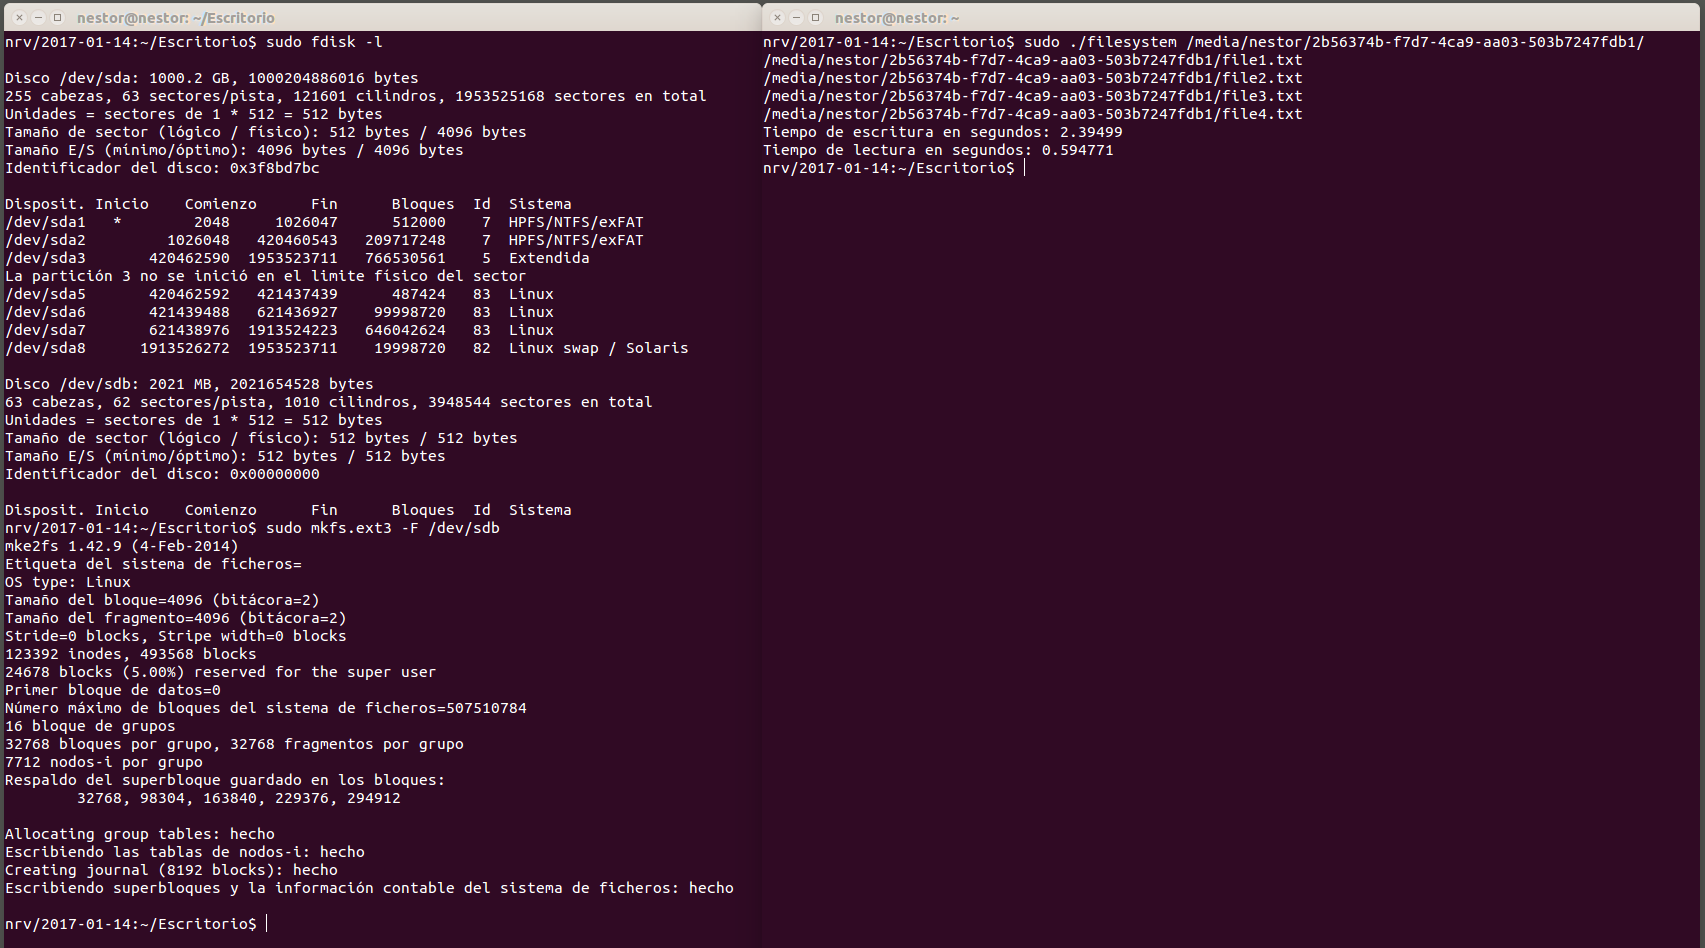 nestor@nestor: ~/Escritorio
nrv/2017-01-14:~/Escritorio$ sudo fdisk -l
Disco /dev/sda: 1000.2 GB, 1000204886016 bytes
255 cabezas, 63 sectores/pista, 121601 cilindros, 1953525168 sectores en total
Unidades = sectores de 1 * 512 = 512 bytes
Tamaño de sector (lógico / físico): 512 bytes / 4096 bytes
Tamaño E/S (mínimo/óptimo): 4096 bytes / 4096 bytes
Identificador del disco: 0x3f8bd7bc
Disposit. Inicio    Comienzo      Fin      Bloques  Id  Sistema
/dev/sda1   *        2048     1026047      512000    7  HPFS/NTFS/exFAT
/dev/sda2         1026048   420460543   209717248    7  HPFS/NTFS/exFAT
/dev/sda3       420462590  1953523711   766530561    5  Extendida
La partición 3 no se inició en el limite físico del sector
/dev/sda5       420462592   421437439      487424   83  Linux
/dev/sda6       421439488   621436927    99998720   83  Linux
/dev/sda7       621438976  1913524223   646042624   83  Linux
/dev/sda8      1913526272  1953523711    19998720   82  Linux swap / Solaris
Disco /dev/sdb: 2021 MB, 2021654528 bytes
63 cabezas, 62 sectores/pista, 1010 cilindros, 3948544 sectores en total
Unidades = sectores de 1 * 512 = 512 bytes
Tamaño de sector (lógico / físico): 512 bytes / 512 bytes
Tamaño E/S (mínimo/óptimo): 512 bytes / 512 bytes
Identificador del disco: 0x00000000
Disposit. Inicio    Comienzo      Fin      Bloques  Id  Sistema
nrv/2017-01-14:~/Escritorio$ sudo mkfs.ext3 -F /dev/sdb
mke2fs 1.42.9 (4-Feb-2014)
Etiqueta del sistema de ficheros=
OS type: Linux
Tamaño del bloque=4096 (bitácora=2)
Tamaño del fragmento=4096 (bitácora=2)
Stride=0 blocks, Stripe width=0 blocks
123392 inodes, 493568 blocks
24678 blocks (5.00%) reserved for the super user
Primer bloque de datos=0
Número máximo de bloques del sistema de ficheros=507510784
16 bloque de grupos
32768 bloques por grupo, 32768 fragmentos por grupo
7712 nodos-i por grupo
Respaldo del superbloque guardado en los bloques:
32768, 98304, 163840, 229376, 294912
Allocating group tables: hecho
Escribiendo las tablas de nodos-i: hecho
Creating journal (8192 blocks): hecho
Escribiendo superbloques y la información contable del sistema de ficheros: hecho
nrv/2017-01-14:~/Escritorio$
nestor@nestor: ~
nrv/2017-01-14:~/Escritorio$ sudo ./filesystem /media/nestor/2b56374b-f7d7-4ca9-aa03-503b7247fdb1/
/media/nestor/2b56374b-f7d7-4ca9-aa03-503b7247fdb1/file1.txt
/media/nestor/2b56374b-f7d7-4ca9-aa03-503b7247fdb1/file2.txt
/media/nestor/2b56374b-f7d7-4ca9-aa03-503b7247fdb1/file3.txt
/media/nestor/2b56374b-f7d7-4ca9-aa03-503b7247fdb1/file4.txt
Tiempo de escritura en segundos: 2.39499
Tiempo de lectura en segundos: 0.594771
nrv/2017-01-14:~/Escritorio$